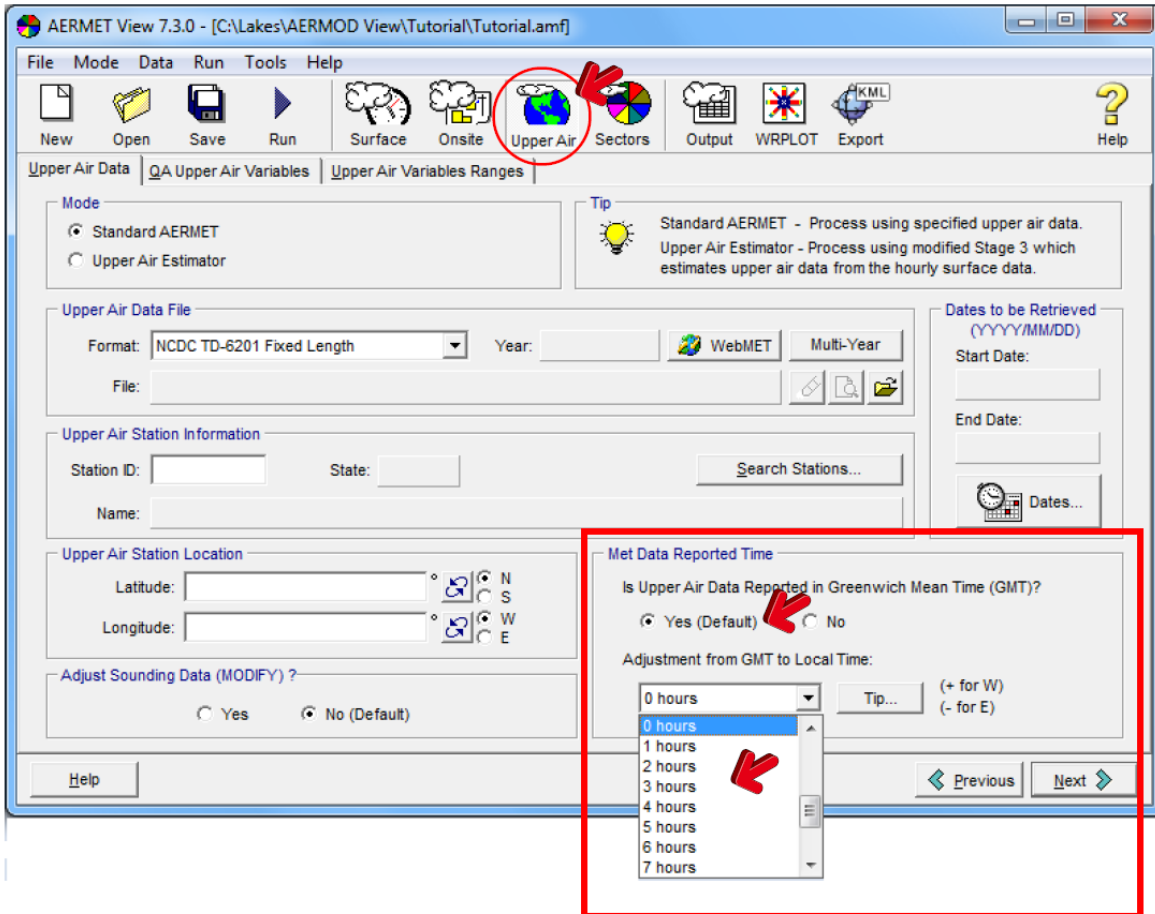 AERMET View 7.3.0 - [C:\Lakes\AERMOD View\Tutorial\Tutorial.amf]
File Mode Data Run Tools Help
New Open Save Run Surface Onsite Upper Air Sectors Output WRPLOT KML Export Help
Upper Air Data QA Upper Air Variables Upper Air Variables Ranges
Mode
Standard AERMET
Upper Air Estimator
Tip
Standard AERMET - Process using specified upper air data.
Upper Air Estimator - Process using modified Stage 3 which
estimates upper air data from the hourly surface data.
Upper Air Data File
Format: NCDC TD-6201 Fixed Length Year: WebMET Multi-Year
File:
Dates to be Retrieved
(YYYY/MM/DD)
Start Date:
End Date:
Dates...
Upper Air Station Information
Station ID: State: Search Stations...
Name:
Upper Air Station Location
Latitude: ° N
S
Longitude: ° W
E
Adjust Sounding Data (MODIFY) ?
Yes No (Default)
Met Data Reported Time
Is Upper Air Data Reported in Greenwich Mean Time (GMT)?
Yes (Default) No
Adjustment from GMT to Local Time:
0 hours Tip... (+ for W)
(- for E)
0 hours
1 hours
2 hours
3 hours
4 hours
5 hours
6 hours
7 hours
Help Previous Next